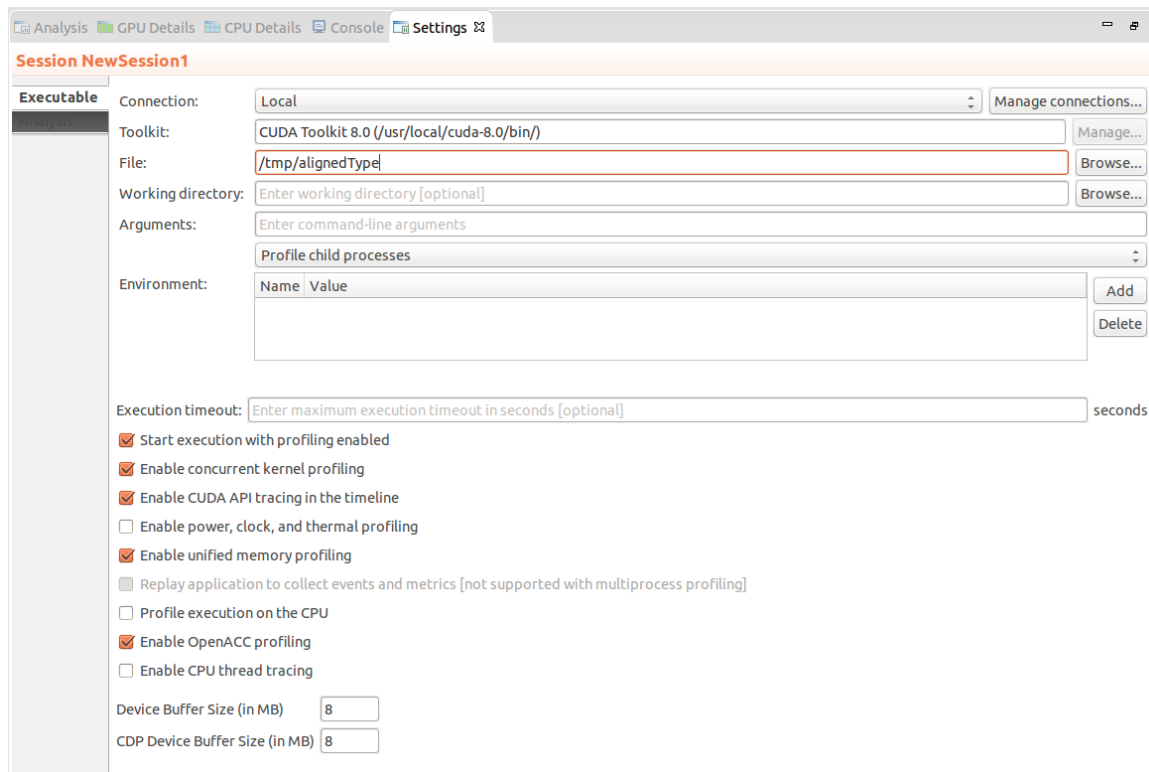 Analysis GPU Details CPU Details Console Settings
Session NewSession1
Executable
Analysis
Connection: Local Manage connections...
Toolkit: CUDA Toolkit 8.0 (/usr/local/cuda-8.0/bin/) Manage...
File: /tmp/alignedType Browse...
Working directory: Enter working directory [optional] Browse...
Arguments: Enter command-line arguments
Profile child processes
Environment: Name Value Add
Delete
Execution timeout: Enter maximum execution timeout in seconds [optional] seconds
Start execution with profiling enabled
Enable concurrent kernel profiling
Enable CUDA API tracing in the timeline
Enable power, clock, and thermal profiling
Enable unified memory profiling
Replay application to collect events and metrics [not supported with multiprocess profiling]
Profile execution on the CPU
Enable OpenACC profiling
Enable CPU thread tracing
Device Buffer Size (in MB) 8
CDP Device Buffer Size (in MB) 8